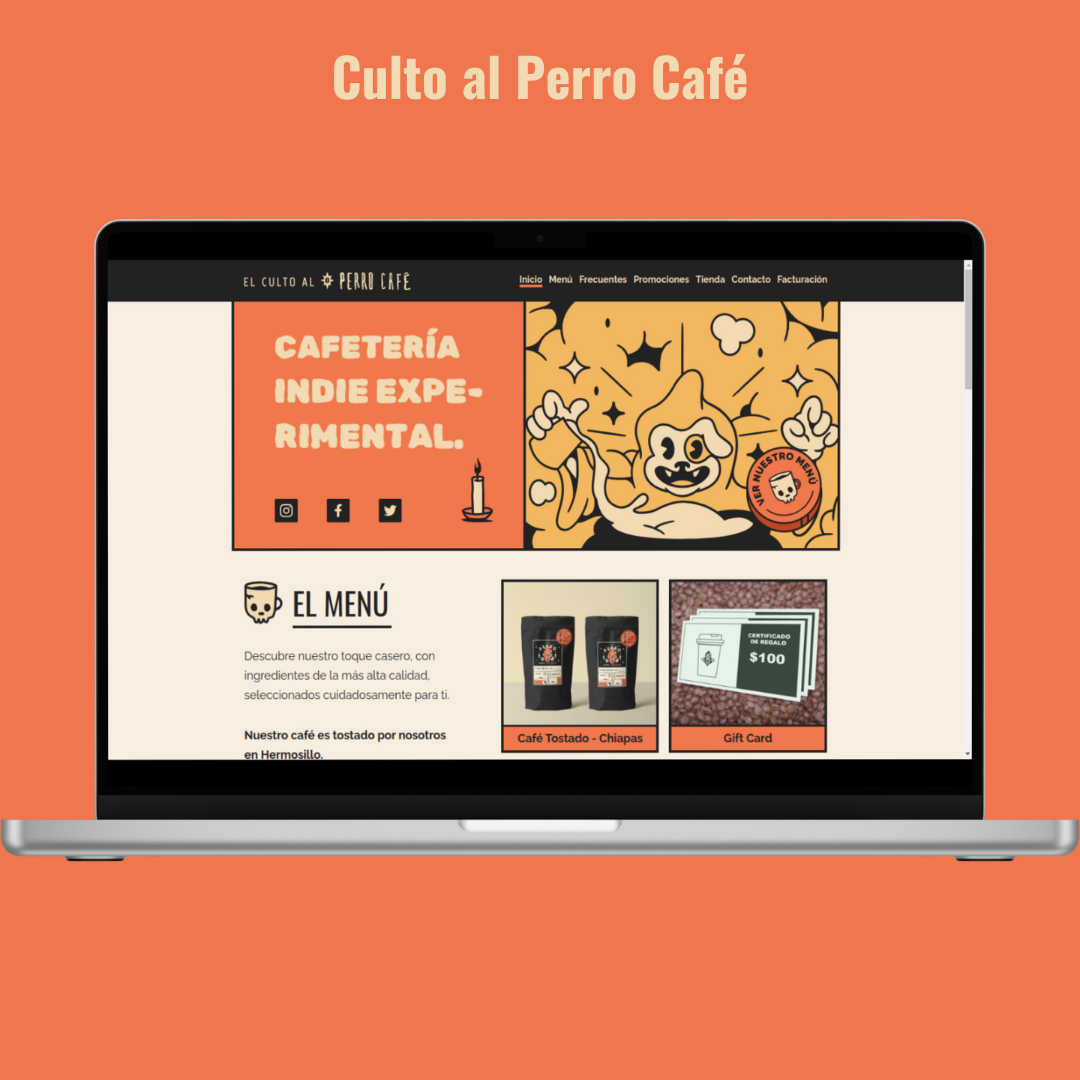 Culto al Perro Café
EL CULTO AL PERRO CAFÉ
Inicio Menú Frecuentes Promociones Tienda Contacto Facturación
CAFETERÍA
INDIE EXPE-
RIMENTAL.
VER NUESTRO MENÚ
EL MENÚ
Descubre nuestro toque casero, con
ingredientes de la más alta calidad,
seleccionados cuidadosamente para ti.
Nuestro café es tostado por nosotros
en Hermosillo.
CERTIFICADO
DE REGALO
$100
Café Tostado - Chiapas
Gift Card